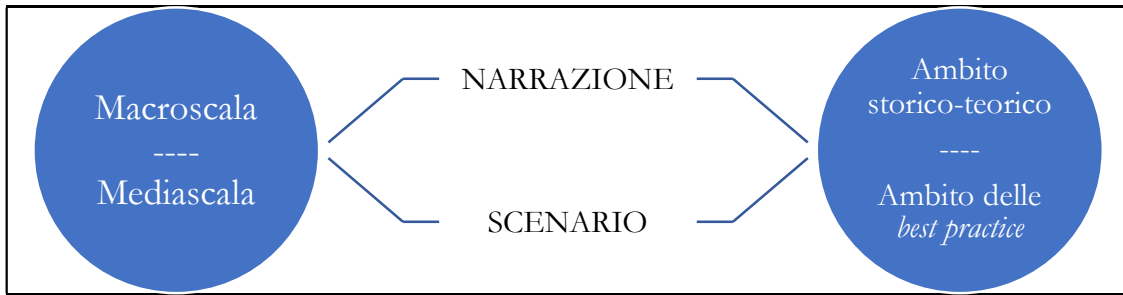 Macroscala
----
Mediascala
NARRAZIONE
SCENARIO
Ambito
storico-teorico
----
Ambito delle
best practice